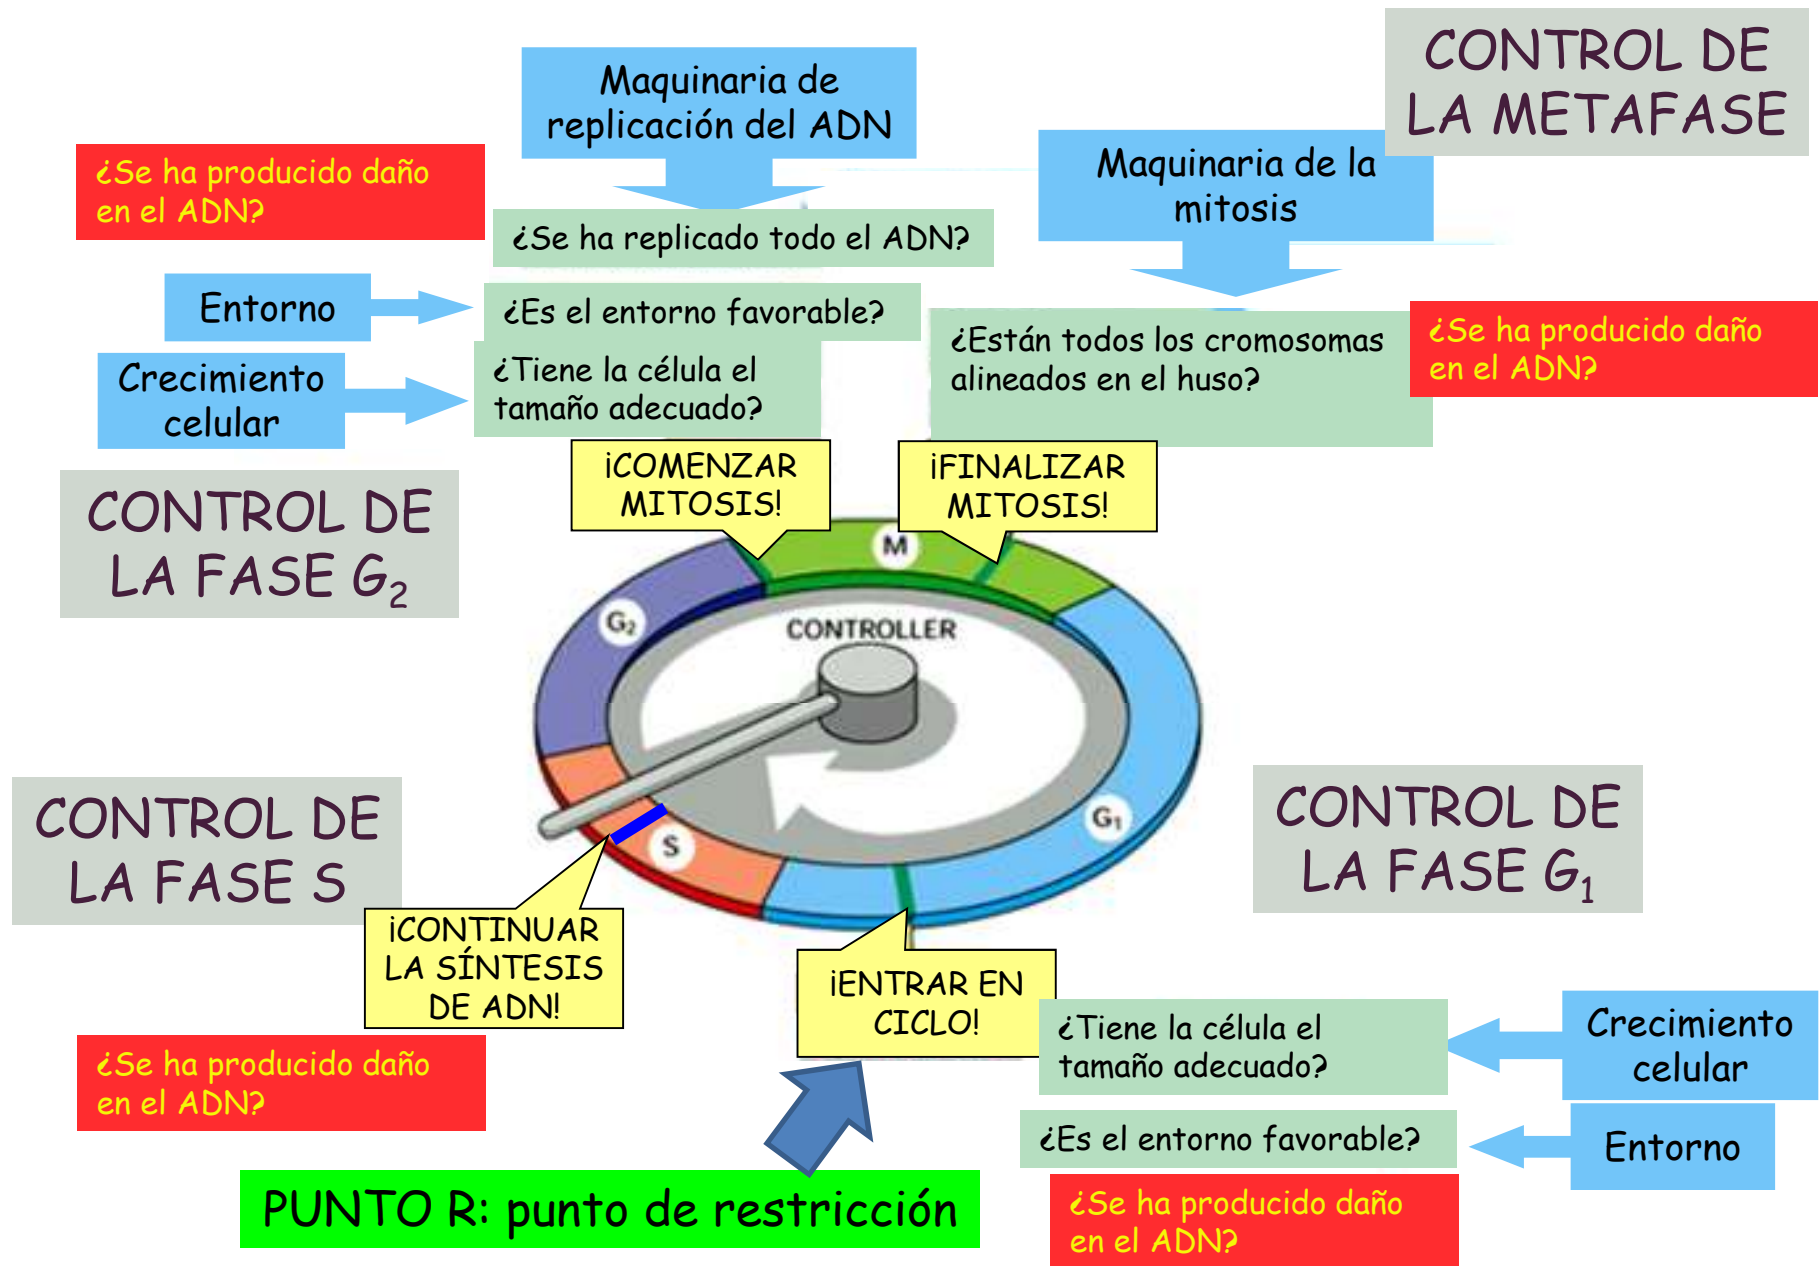 CONTROL DE
LA METAFASE
Maquinaria de
replicación del ADN
Maquinaria de la
mitosis
¿Se ha producido daño
en el ADN?
¿Se ha replicado todo el ADN?
Entorno
¿Es el entorno favorable?
Crecimiento
celular
¿Tiene la célula el
tamaño adecuado?
¿Están todos los cromosomas
alineados en el huso?
¿Se ha producido daño
en el ADN?
CONTROL DE
LA FASE G₂
¡COMENZAR
MITOSIS!
¡FINALIZAR
MITOSIS!
M
G₂
CONTROLLER
G₁
S
CONTROL DE
LA FASE S
CONTROL DE
LA FASE G₁
¡CONTINUAR
LA SÍNTESIS
DE ADN!
¡ENTRAR EN
CICLO!
¿Tiene la célula el
tamaño adecuado?
Crecimiento
celular
¿Se ha producido daño
en el ADN?
¿Es el entorno favorable?
Entorno
PUNTO R: punto de restricción
¿Se ha producido daño
en el ADN?